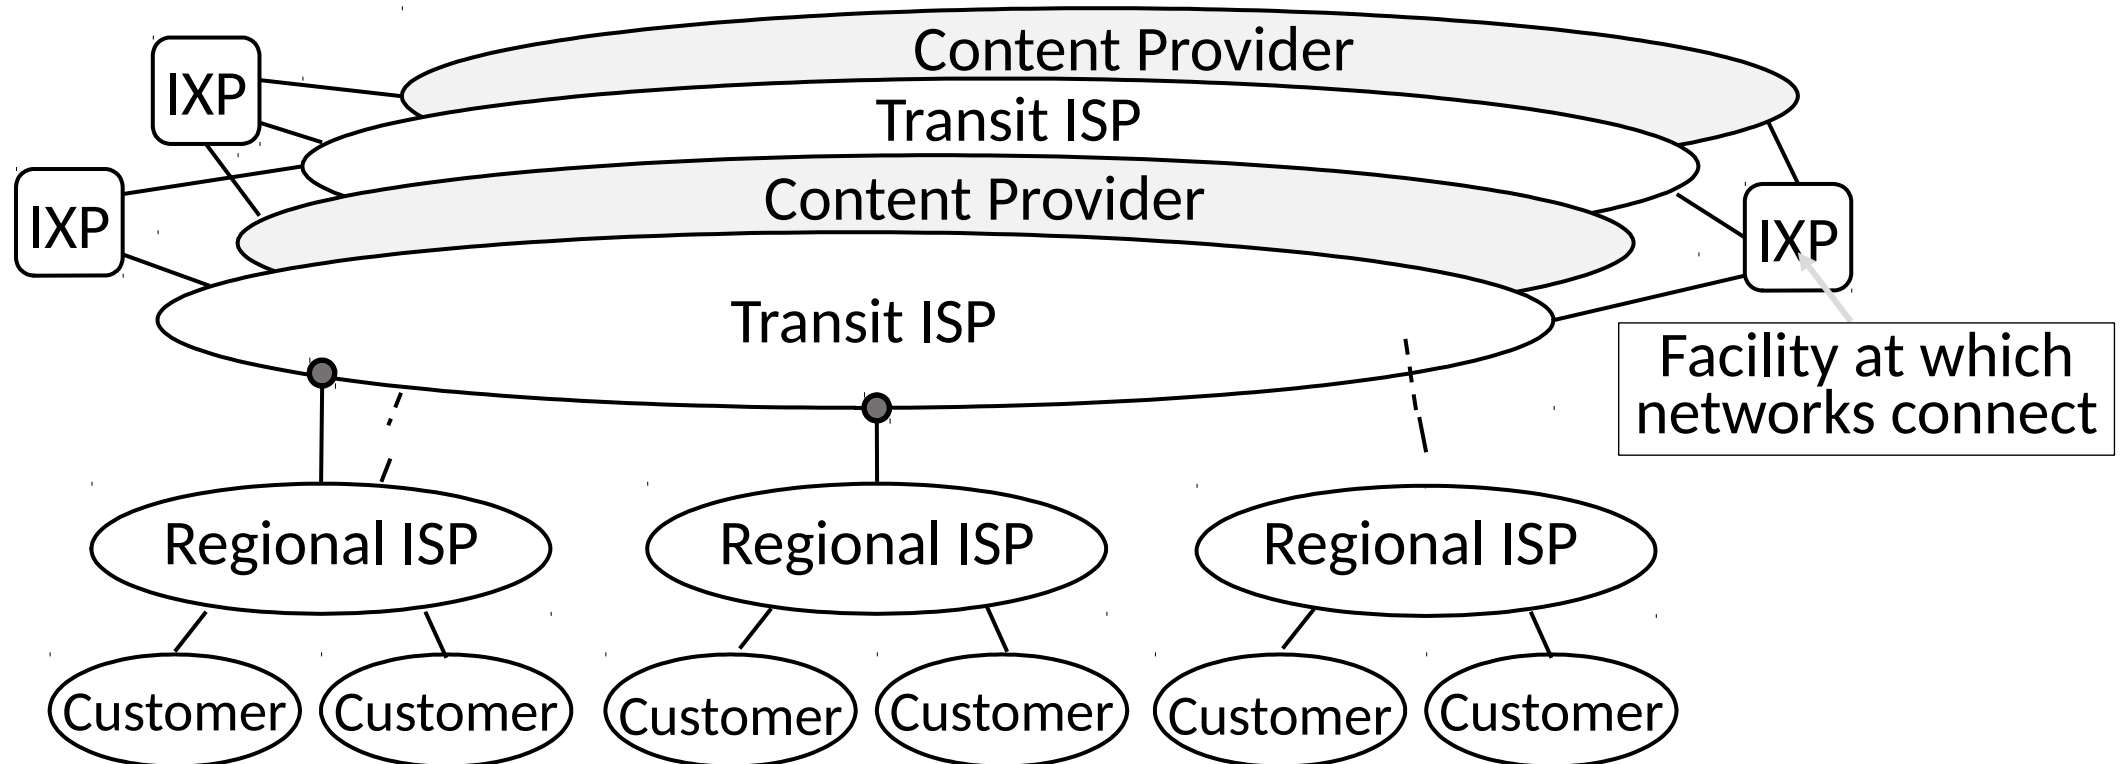 Content Provider
IXP
Transit ISP
Content Provider
IXP
IXP
Transit ISP
Facility at which
networks connect
Regional ISP
Regional ISP
Regional ISP
Customer
Customer
Customer
Customer
Customer
Customer